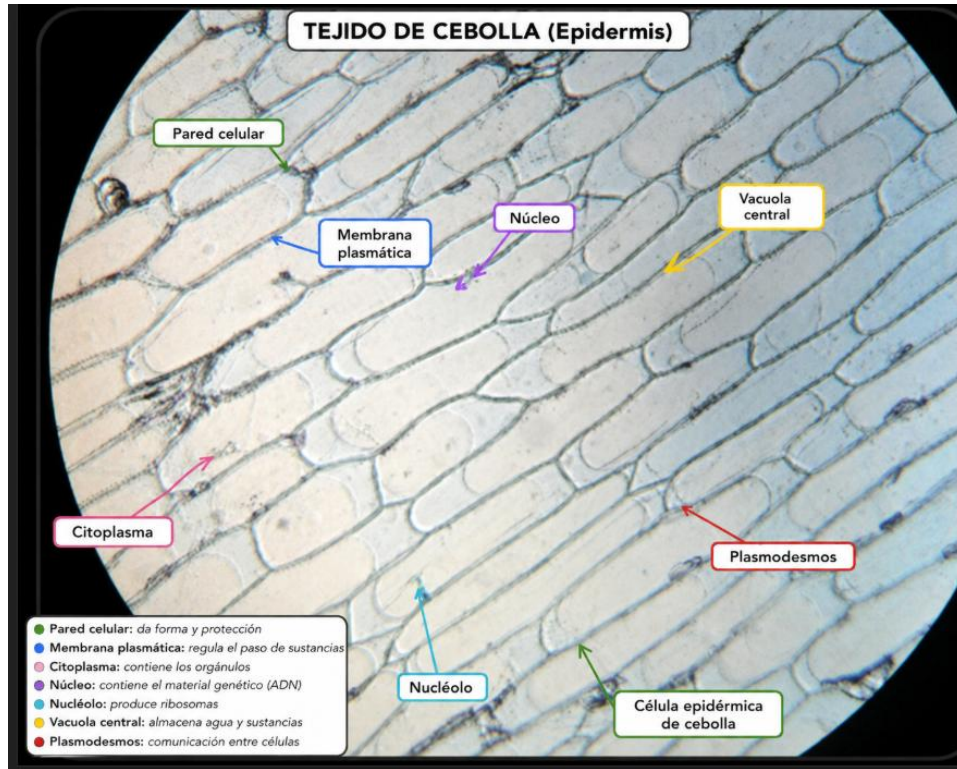 TEJIDO DE CEBOLLA (Epidermis)
Pared celular
Membrana
plasmática
Núcleo
Vacuola
central
Citoplasma
Plasmodesmos
Nucléolo
Célula epidérmica
de cebolla
Pared celular: da forma y protección
Membrana plasmática: regula el paso de sustancias
Citoplasma: contiene los orgánulos
Núcleo: contiene el material genético (ADN)
Nucléolo: produce ribosomas
Vacuola central: almacena agua y sustancias
Plasmodesmos: comunicación entre células